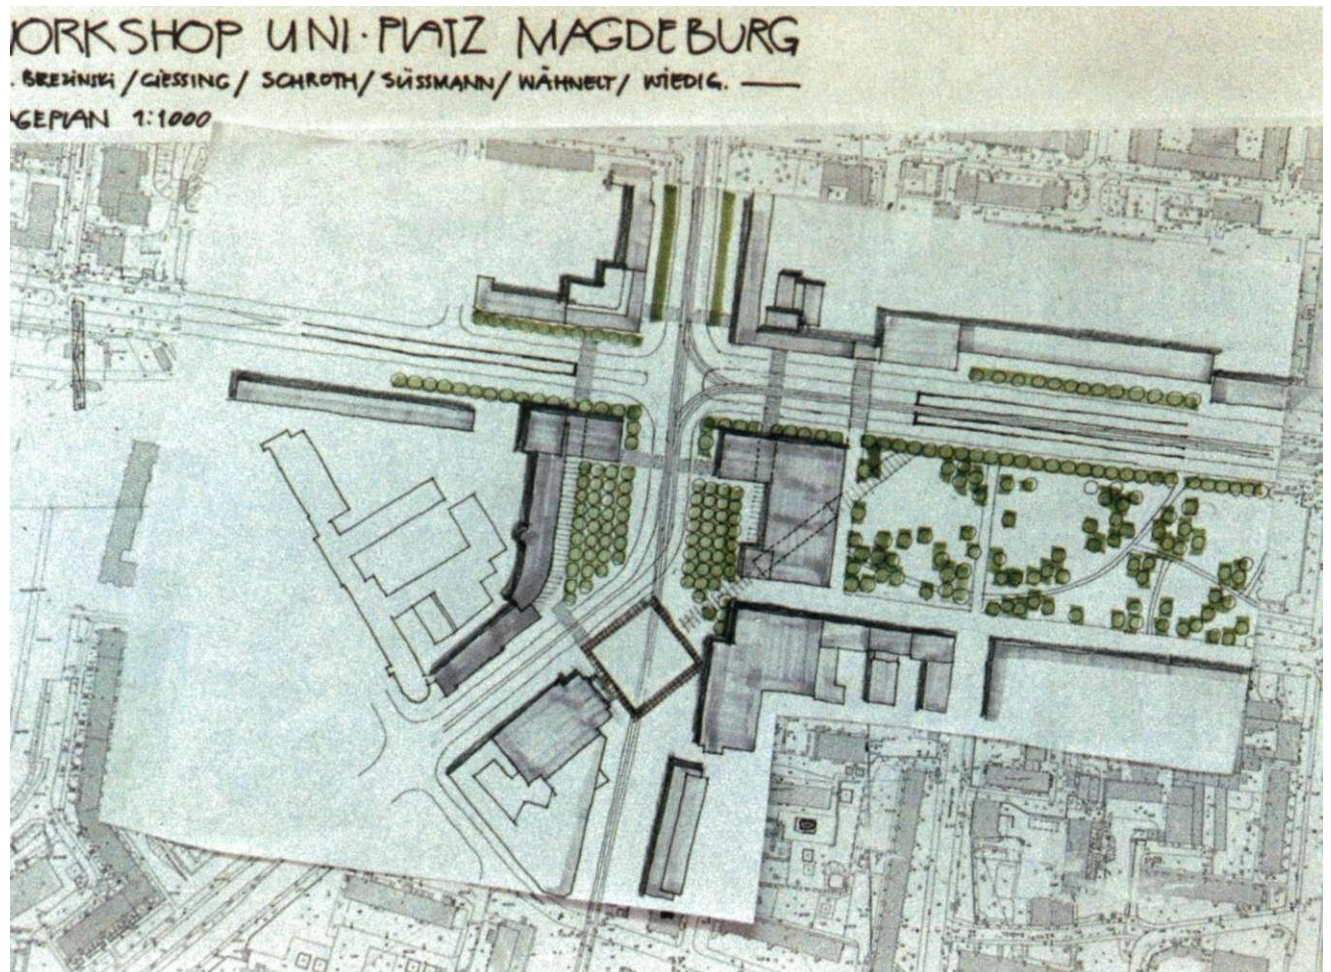 ORKSHOP UNI·PLATZ MAGDEBURG
. BREZINSKI / GIESSING / SCHROTH / SÜSSMANN / WÄHNELT / WIEDIG. —
GEPLAN 1:1000